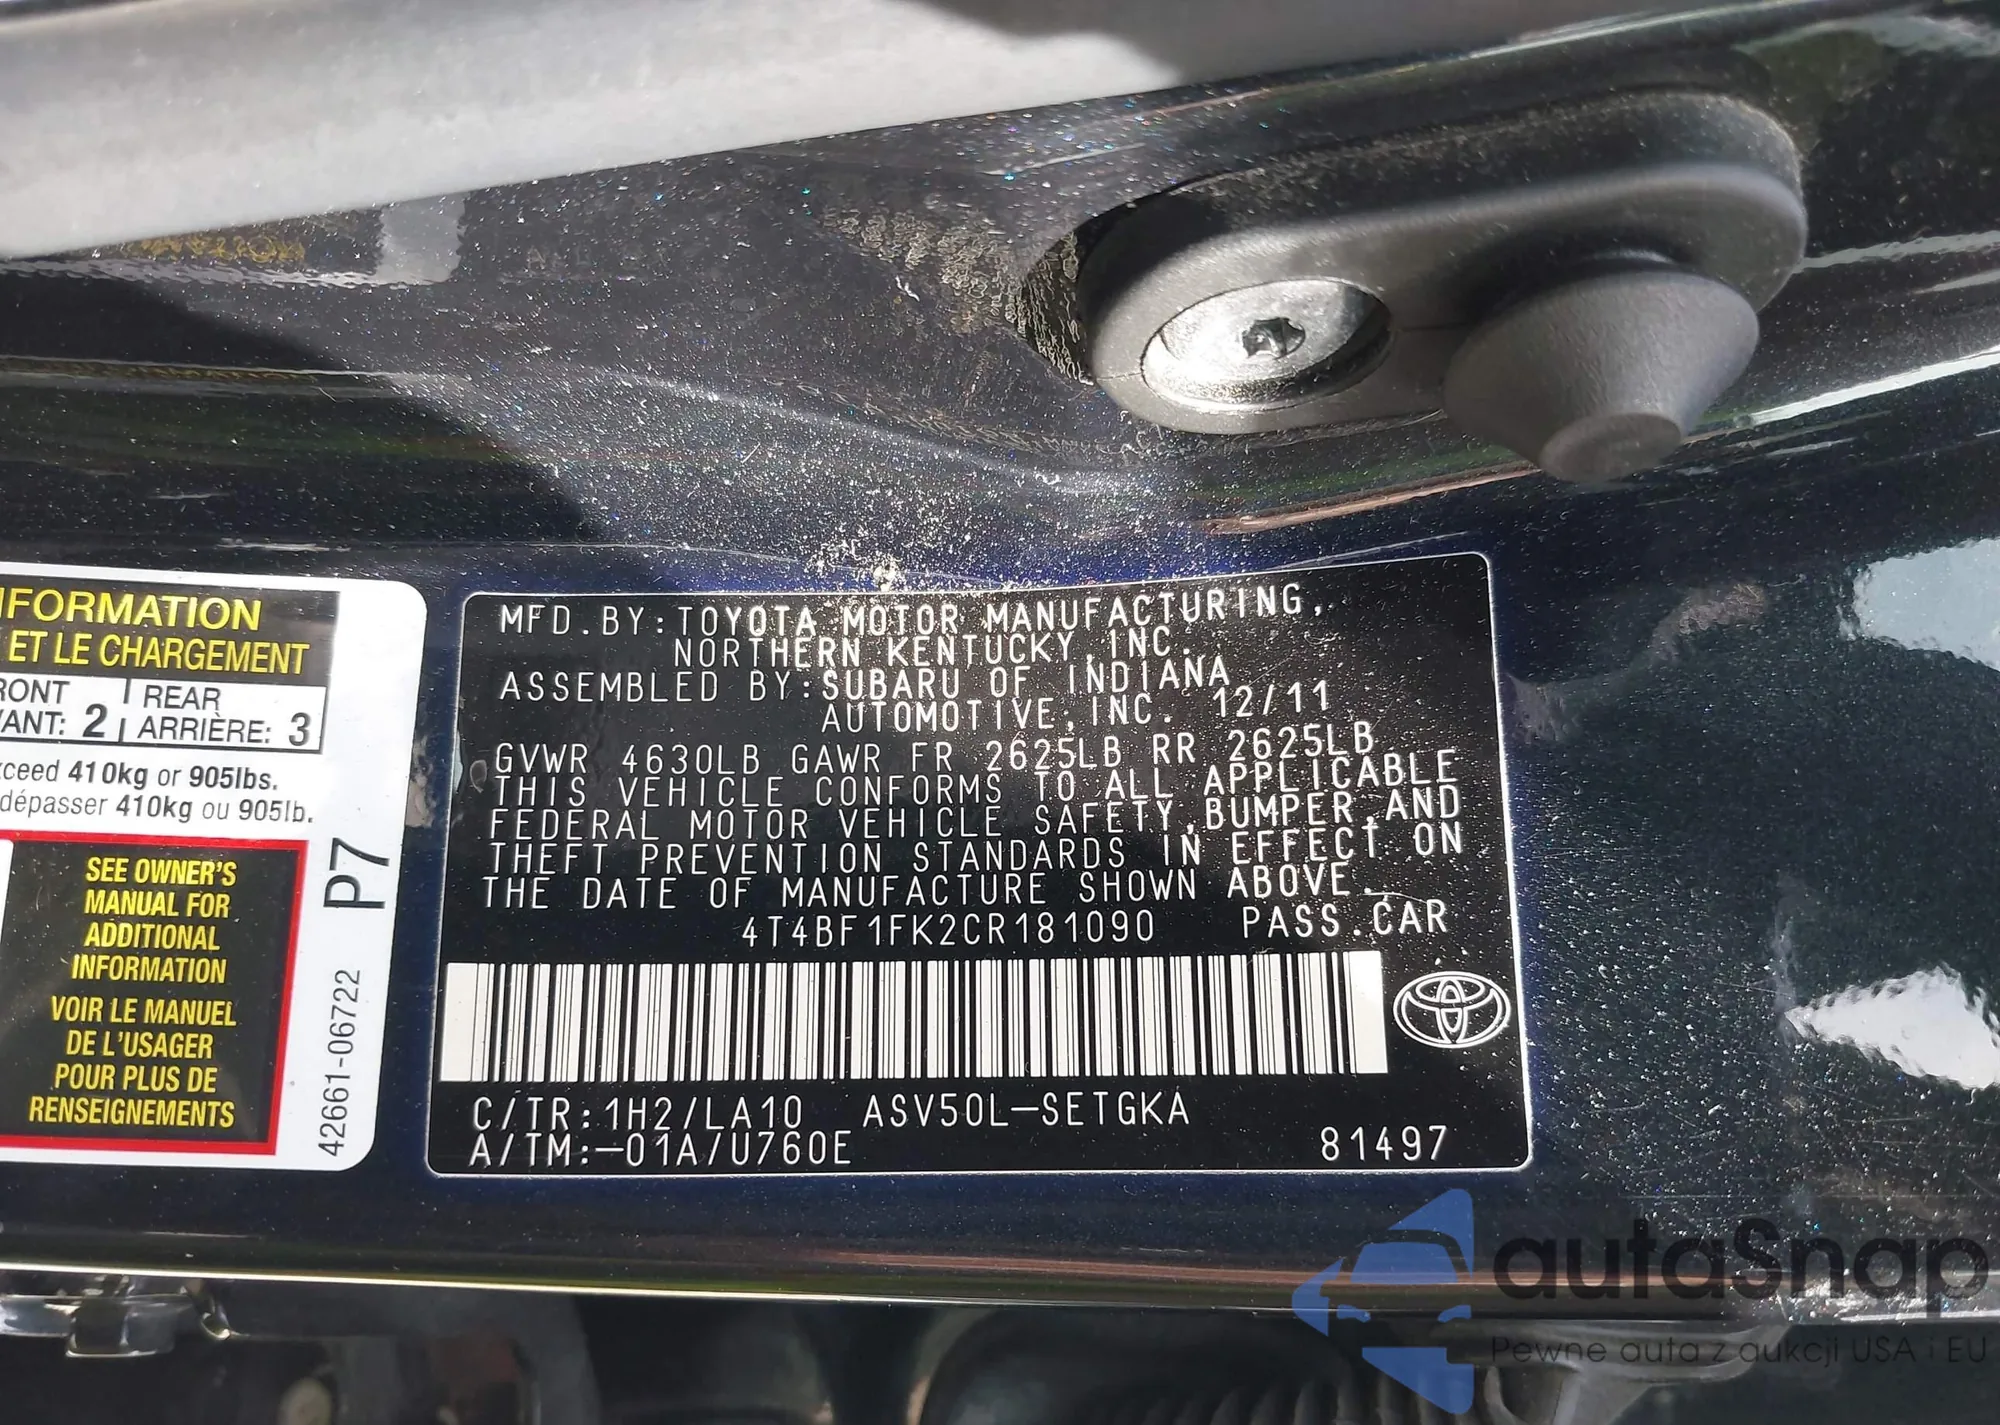 NFORMATION
ET LE CHARGEMENT
RONT
VANT: 2
REAR
ARRIÈRE: 3
ceed 410kg or 905lbs.
dépasser 410kg ou 905lb.
SEE OWNER'S
MANUAL FOR
ADDITIONAL
INFORMATION
VOIR LE MANUEL
DE L'USAGER
POUR PLUS DE
RENSEIGNEMENTS
P7
42661-06722
MFD.BY:TOYOTA MOTOR MANUFACTURING,
NORTHERN KENTUCKY,INC.
ASSEMBLED BY:SUBARU OF INDIANA
AUTOMOTIVE,INC. 12/11
GVWR 4630LB GAWR FR 2625LB RR 2625LB
THIS VEHICLE CONFORMS TO ALL APPLICABLE
FEDERAL MOTOR VEHICLE SAFETY,BUMPER,AND
THEFT PREVENTION STANDARDS IN EFFECT ON
THE DATE OF MANUFACTURE SHOWN ABOVE.
4T4BF1FK2CR181090 PASS.CAR
C/TR:1H2/LA10 ASV50L-SETGKA
A/TM:-01A/U760E 81497
autaSnap
Pewne auta z aukcji USA i EU